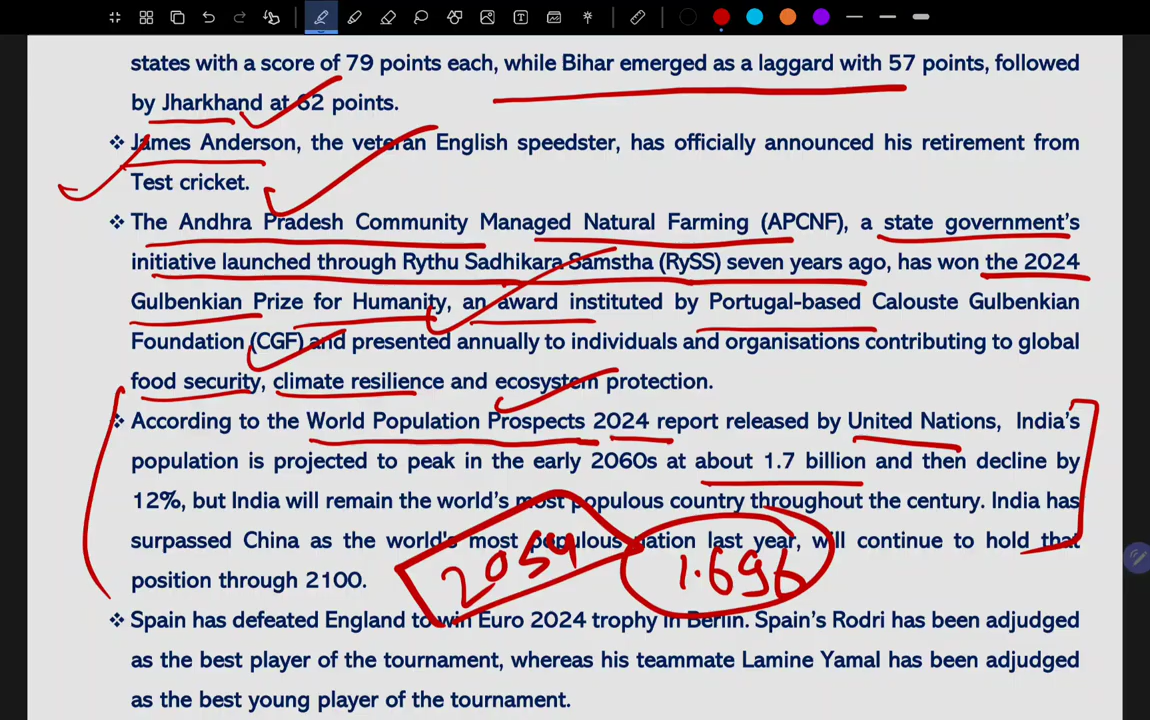 states with a score of 79 points each, while Bihar emerged as a laggard with 57 points, followed
by Jharkhand at 62 points.
❖ James Anderson, the veteran English speedster, has officially announced his retirement from
Test cricket.
❖ The Andhra Pradesh Community Managed Natural Farming (APCNF), a state government's
initiative launched through Rythu Sadhikara Samstha (RySS) seven years ago, has won the 2024
Gulbenkian Prize for Humanity, an award instituted by Portugal-based Calouste Gulbenkian
Foundation (CGF) and presented annually to individuals and organisations contributing to global
food security, climate resilience and ecosystem protection.
❖ According to the World Population Prospects 2024 report released by United Nations, India's
population is projected to peak in the early 2060s at about 1.7 billion and then decline by
12%, but India will remain the world's most populous country throughout the century. India has
surpassed China as the world's most populous nation last year, will continue to hold that
position through 2100.
2054 1.69b
❖ Spain has defeated England to win Euro 2024 trophy in Berlin. Spain's Rodri has been adjudged
as the best player of the tournament, whereas his teammate Lamine Yamal has been adjudged
as the best young player of the tournament.